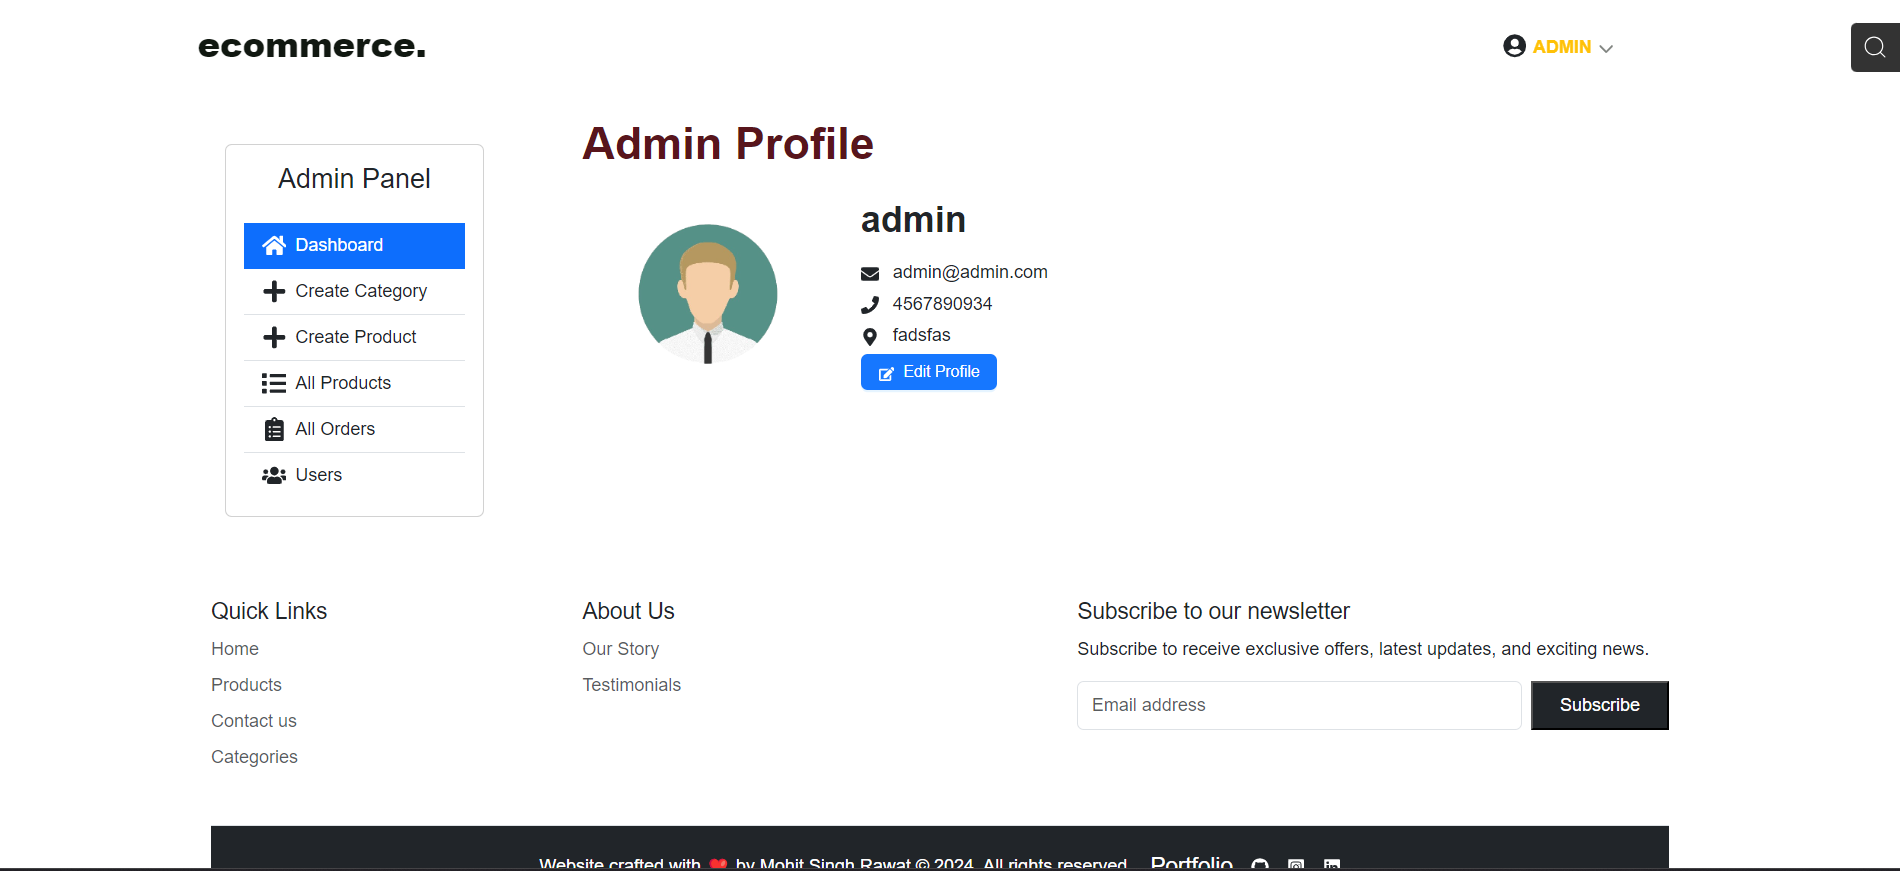 ecommerce.
ADMIN
Admin Panel
Dashboard
Create Category
Create Product
All Products
All Orders
Users
Admin Profile
admin
admin@admin.com
4567890934
fadsfas
Edit Profile
Quick Links
Home
Products
Contact us
Categories
About Us
Our Story
Testimonials
Subscribe to our newsletter
Subscribe to receive exclusive offers, latest updates, and exciting news.
Email address
Subscribe
Website crafted with ❤️ by Mohit Singh Rawat © 2024. All rights reserved. Portfolio